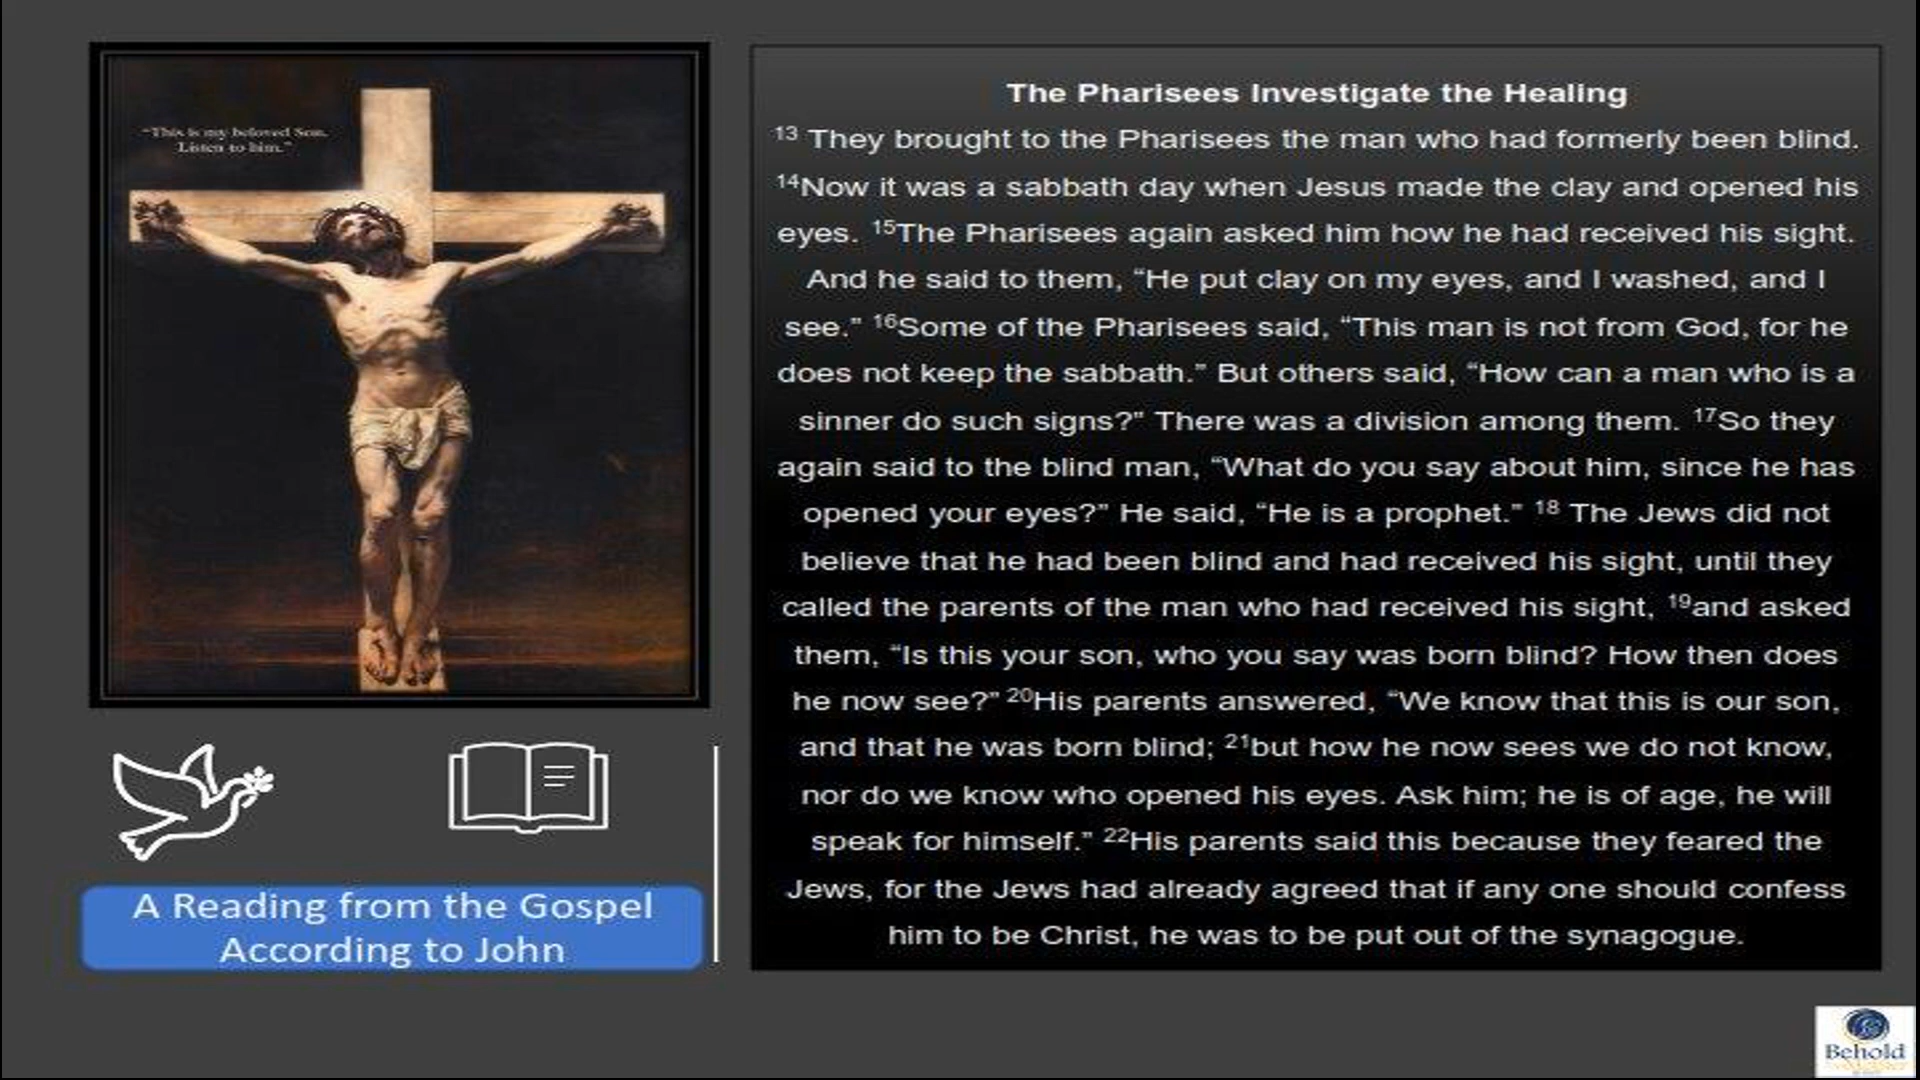 "This is my beloved Son.
Listen to him."
A Reading from the Gospel
According to John
The Pharisees Investigate the Healing
13 They brought to the Pharisees the man who had formerly been blind.
14Now it was a sabbath day when Jesus made the clay and opened his
eyes. 15The Pharisees again asked him how he had received his sight.
And he said to them, “He put clay on my eyes, and I washed, and I
see.” 16Some of the Pharisees said, “This man is not from God, for he
does not keep the sabbath.” But others said, “How can a man who is a
sinner do such signs?” There was a division among them. 17So they
again said to the blind man, “What do you say about him, since he has
opened your eyes?” He said, “He is a prophet.” 18 The Jews did not
believe that he had been blind and had received his sight, until they
called the parents of the man who had received his sight, 19and asked
them, “Is this your son, who you say was born blind? How then does
he now see?” 20His parents answered, “We know that this is our son,
and that he was born blind; 21but how he now sees we do not know,
nor do we know who opened his eyes. Ask him; he is of age, he will
speak for himself.” 22His parents said this because they feared the
Jews, for the Jews had already agreed that if any one should confess
him to be Christ, he was to be put out of the synagogue.
Behold